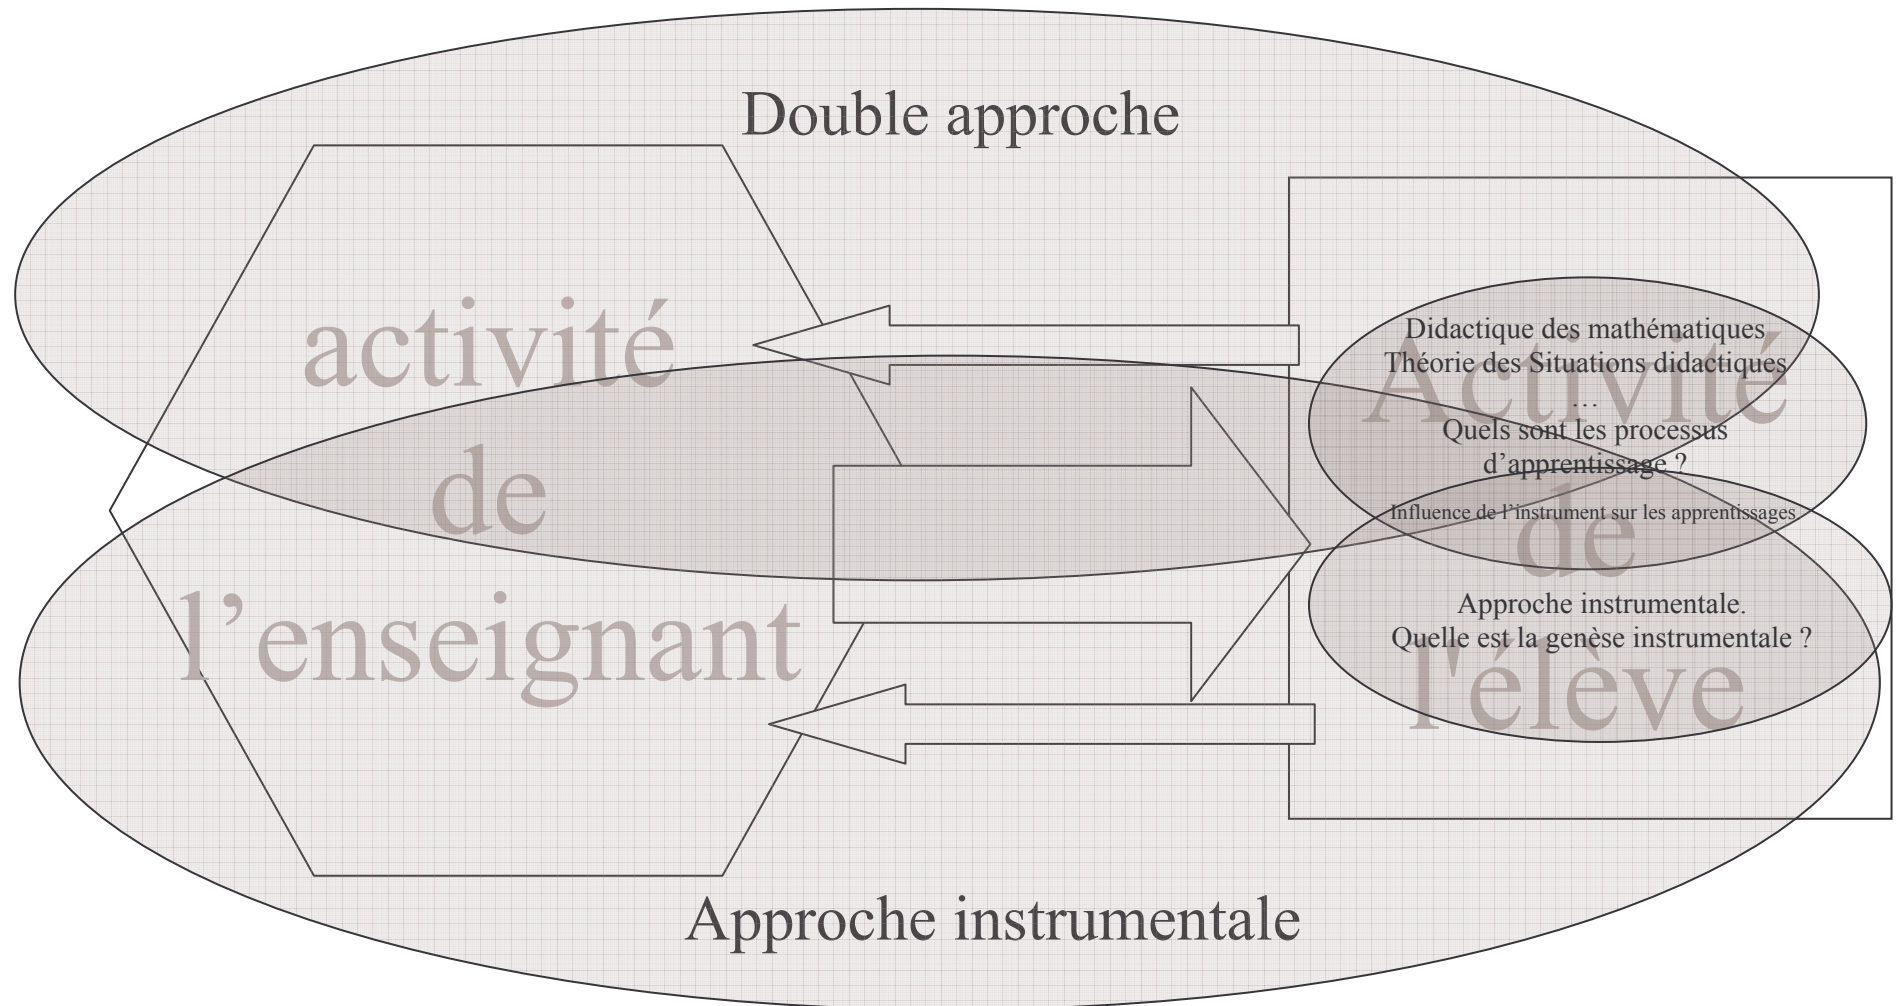 Double approche
activité
de
l’enseignant
Activité
de
l'élève
Didactique des mathématiques
Théorie des Situations didactiques
…
Quels sont les processus
d’apprentissage ?
Influence de l’instrument sur les apprentissages
Approche instrumentale.
Quelle est la genèse instrumentale ?
Approche instrumentale